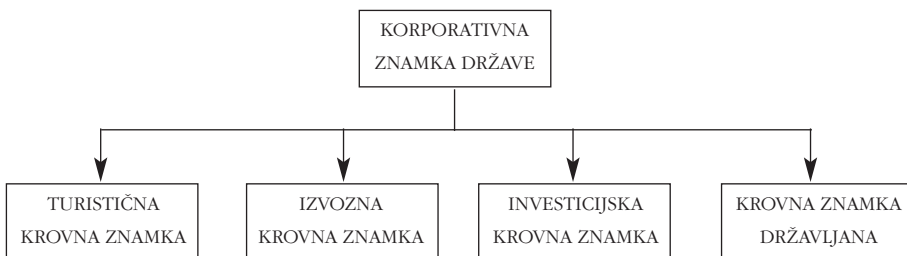 KORPORATIVNA
ZNAMKA DRŽAVE
TURISTIČNA
KROVNA ZNAMKA
IZVOZNA
KROVNA ZNAMKA
INVESTICIJSKA
KROVNA ZNAMKA
KROVNA ZNAMKA
DRŽAVLJANA